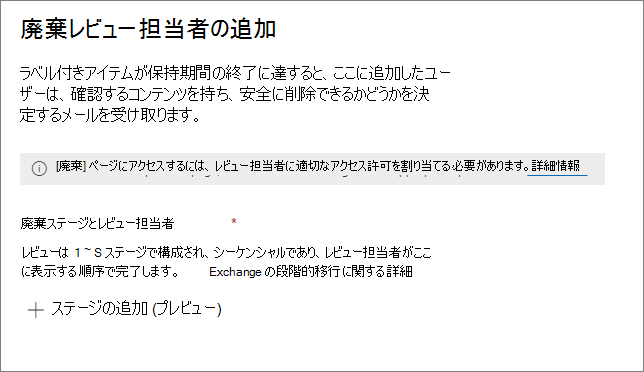 廃棄レビュー担当者の追加
ラベル付きアイテムが保持期間の終了に達すると、ここに追加したユー
ザーは、確認するコンテンツを持ち、安全に削除できるかどうかを決
定するメールを受け取ります。
[廃棄] ページにアクセスするには、レビュー担当者に適切なアクセス許可を割り当てる必要があります。詳細情報
廃棄ステージとレビュー担当者 *
レビューは 1 ~ S ステージで構成され、シーケンシャルであり、レビュー担当者がここ
に表示する順序で完了します。 Exchange の段階的移行に関する詳細
ステージの追加 (プレビュー)